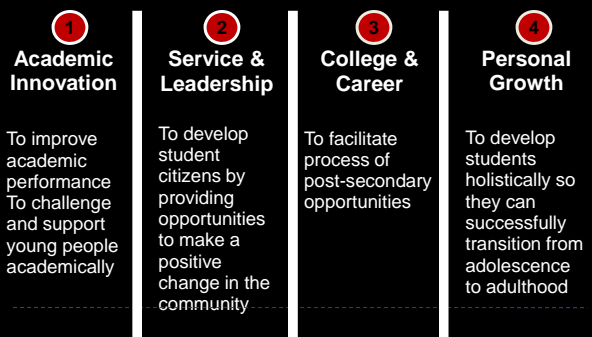 1
Academic
Innovation
To improve
academic
performance
To challenge
and support
young people
academically
2
Service &
Leadership
To develop
student
citizens by
providing
opportunities
to make a
positive
change in the
community
3
College &
Career
To facilitate
process of
post-secondary
opportunities
4
Personal
Growth
To develop
students
holistically so
they can
successfully
transition from
adolescence
to adulthood